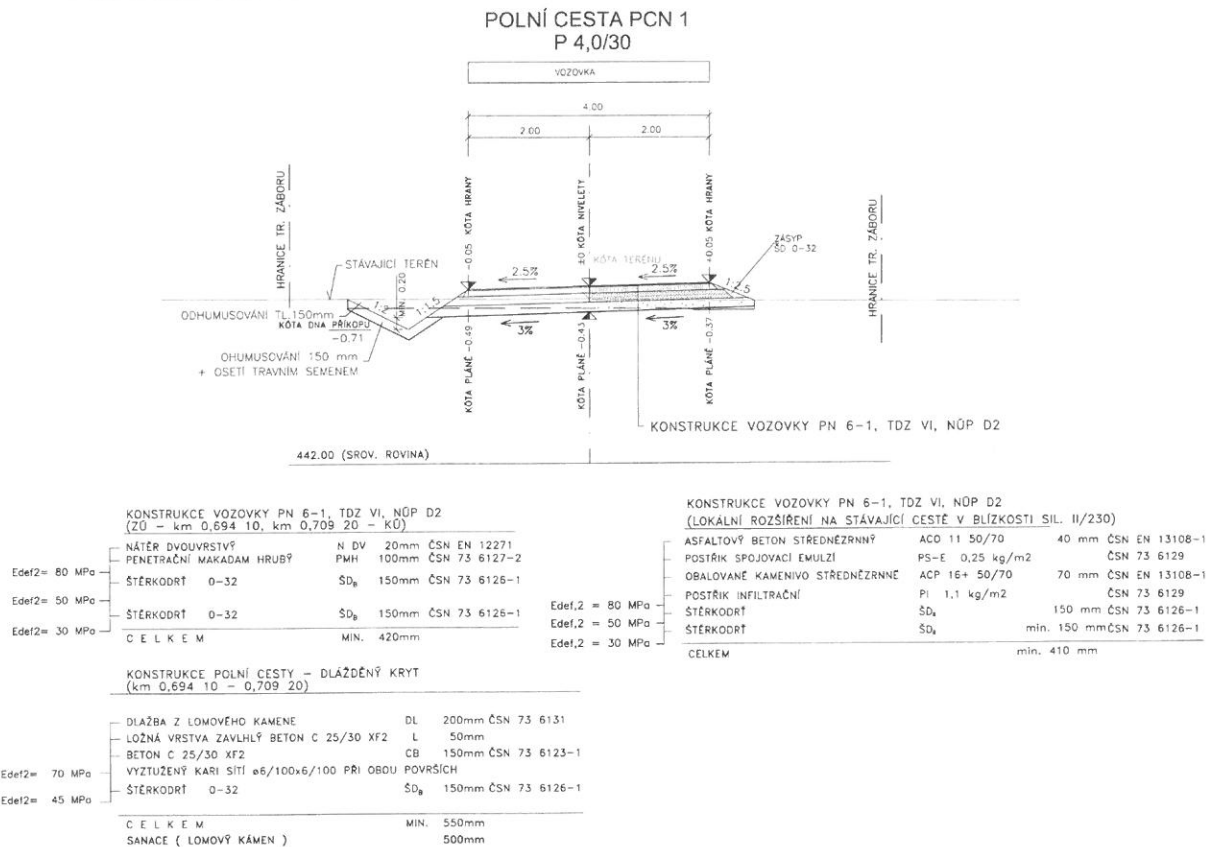 POLNÍ CESTA PCN 1
P 4,0/30
VOZOVKA
4.00
2.00 2.00
HRANICE TR. ZÁBORU
-0.05 KÓTA HRANY
±0 KÓTA NIVELETY
+0.05 KÓTA HRANY
HRANICE TR. ZÁBORU
ZÁSYP
ŠD 0-32
STÁVAJÍCÍ TERÉN
MIN. 0.20
2.5%
KÓTA TERÉNU
2.5%
1:2
1:1.5
1:2.5
ODHUMUSOVÁNÍ TL.150mm
KÓTA DNA PŘÍKOPU
-0.71
3%
3%
OHUMUSOVÁNÍ 150 mm
+ OSETÍ TRAVNÍM SEMENEM
KÓTA PLÁNĚ -0.49
KÓTA PLÁNĚ -0.43
KÓTA PLÁNĚ -0.37
KONSTRUKCE VOZOVKY PN 6-1, TDZ VI, NÚP D2
442.00 (SROV. ROVINA)
KONSTRUKCE VOZOVKY PN 6-1, TDZ VI, NÚP D2
(ZÚ - km 0,694 10, km 0,709 20 - KÚ)
NÁTĚR DVOUVRSTVÝ N DV 20mm ČSN EN 12271
PENETRAČNÍ MAKADAM HRUBÝ PMH 100mm ČSN 73 6127-2
Edef2= 80 MPa
ŠTĚRKODRŤ 0-32 ŠDB 150mm ČSN 73 6126-1
Edef2= 50 MPa
ŠTĚRKODRŤ 0-32 ŠDB 150mm ČSN 73 6126-1
Edef2= 30 MPa
CELKEM MIN. 420mm
KONSTRUKCE VOZOVKY PN 6-1, TDZ VI, NÚP D2
(LOKÁLNÍ ROZŠÍŘENÍ NA STÁVAJÍCÍ CESTĚ V BLÍZKOSTI SIL. II/230)
ASFALTOVÝ BETON STŘEDNĚZRNNÝ ACO 11 50/70 40 mm ČSN EN 13108-1
POSTŘIK SPOJOVACÍ EMULZÍ PS-E 0,25 kg/m2 ČSN 73 6129
OBALOVANÉ KAMENIVO STŘEDNĚZRNNÉ ACP 16+ 50/70 70 mm ČSN EN 13108-1
POSTŘIK INFILTRAČNÍ PI 1,1 kg/m2 ČSN 73 6129
Edef,2 = 80 MPa
ŠTĚRKODRŤ ŠDB 150 mm ČSN 73 6126-1
Edef,2 = 50 MPa
ŠTĚRKODRŤ ŠDB min. 150 mm ČSN 73 6126-1
Edef,2 = 30 MPa
CELKEM min. 410 mm
KONSTRUKCE POLNÍ CESTY - DLÁŽDĚNÝ KRYT
(km 0,694 10 - 0,709 20)
DLAŽBA Z LOMOVÉHO KAMENE DL 200mm ČSN 73 6131
LOŽNÁ VRSTVA ZAVLHLÝ BETON C 25/30 XF2 L 50mm
BETON C 25/30 XF2 CB 150mm ČSN 73 6123-1
VYZTUŽENÝ KARI SÍTÍ ø6/100x6/100 PŘI OBOU POVRŠÍCH
Edef2= 70 MPa
ŠTĚRKODRŤ 0-32 ŠDB 150mm ČSN 73 6126-1
Edef2= 45 MPa
CELKEM MIN. 550mm
SANACE ( LOMOVÝ KÁMEN ) 500mm